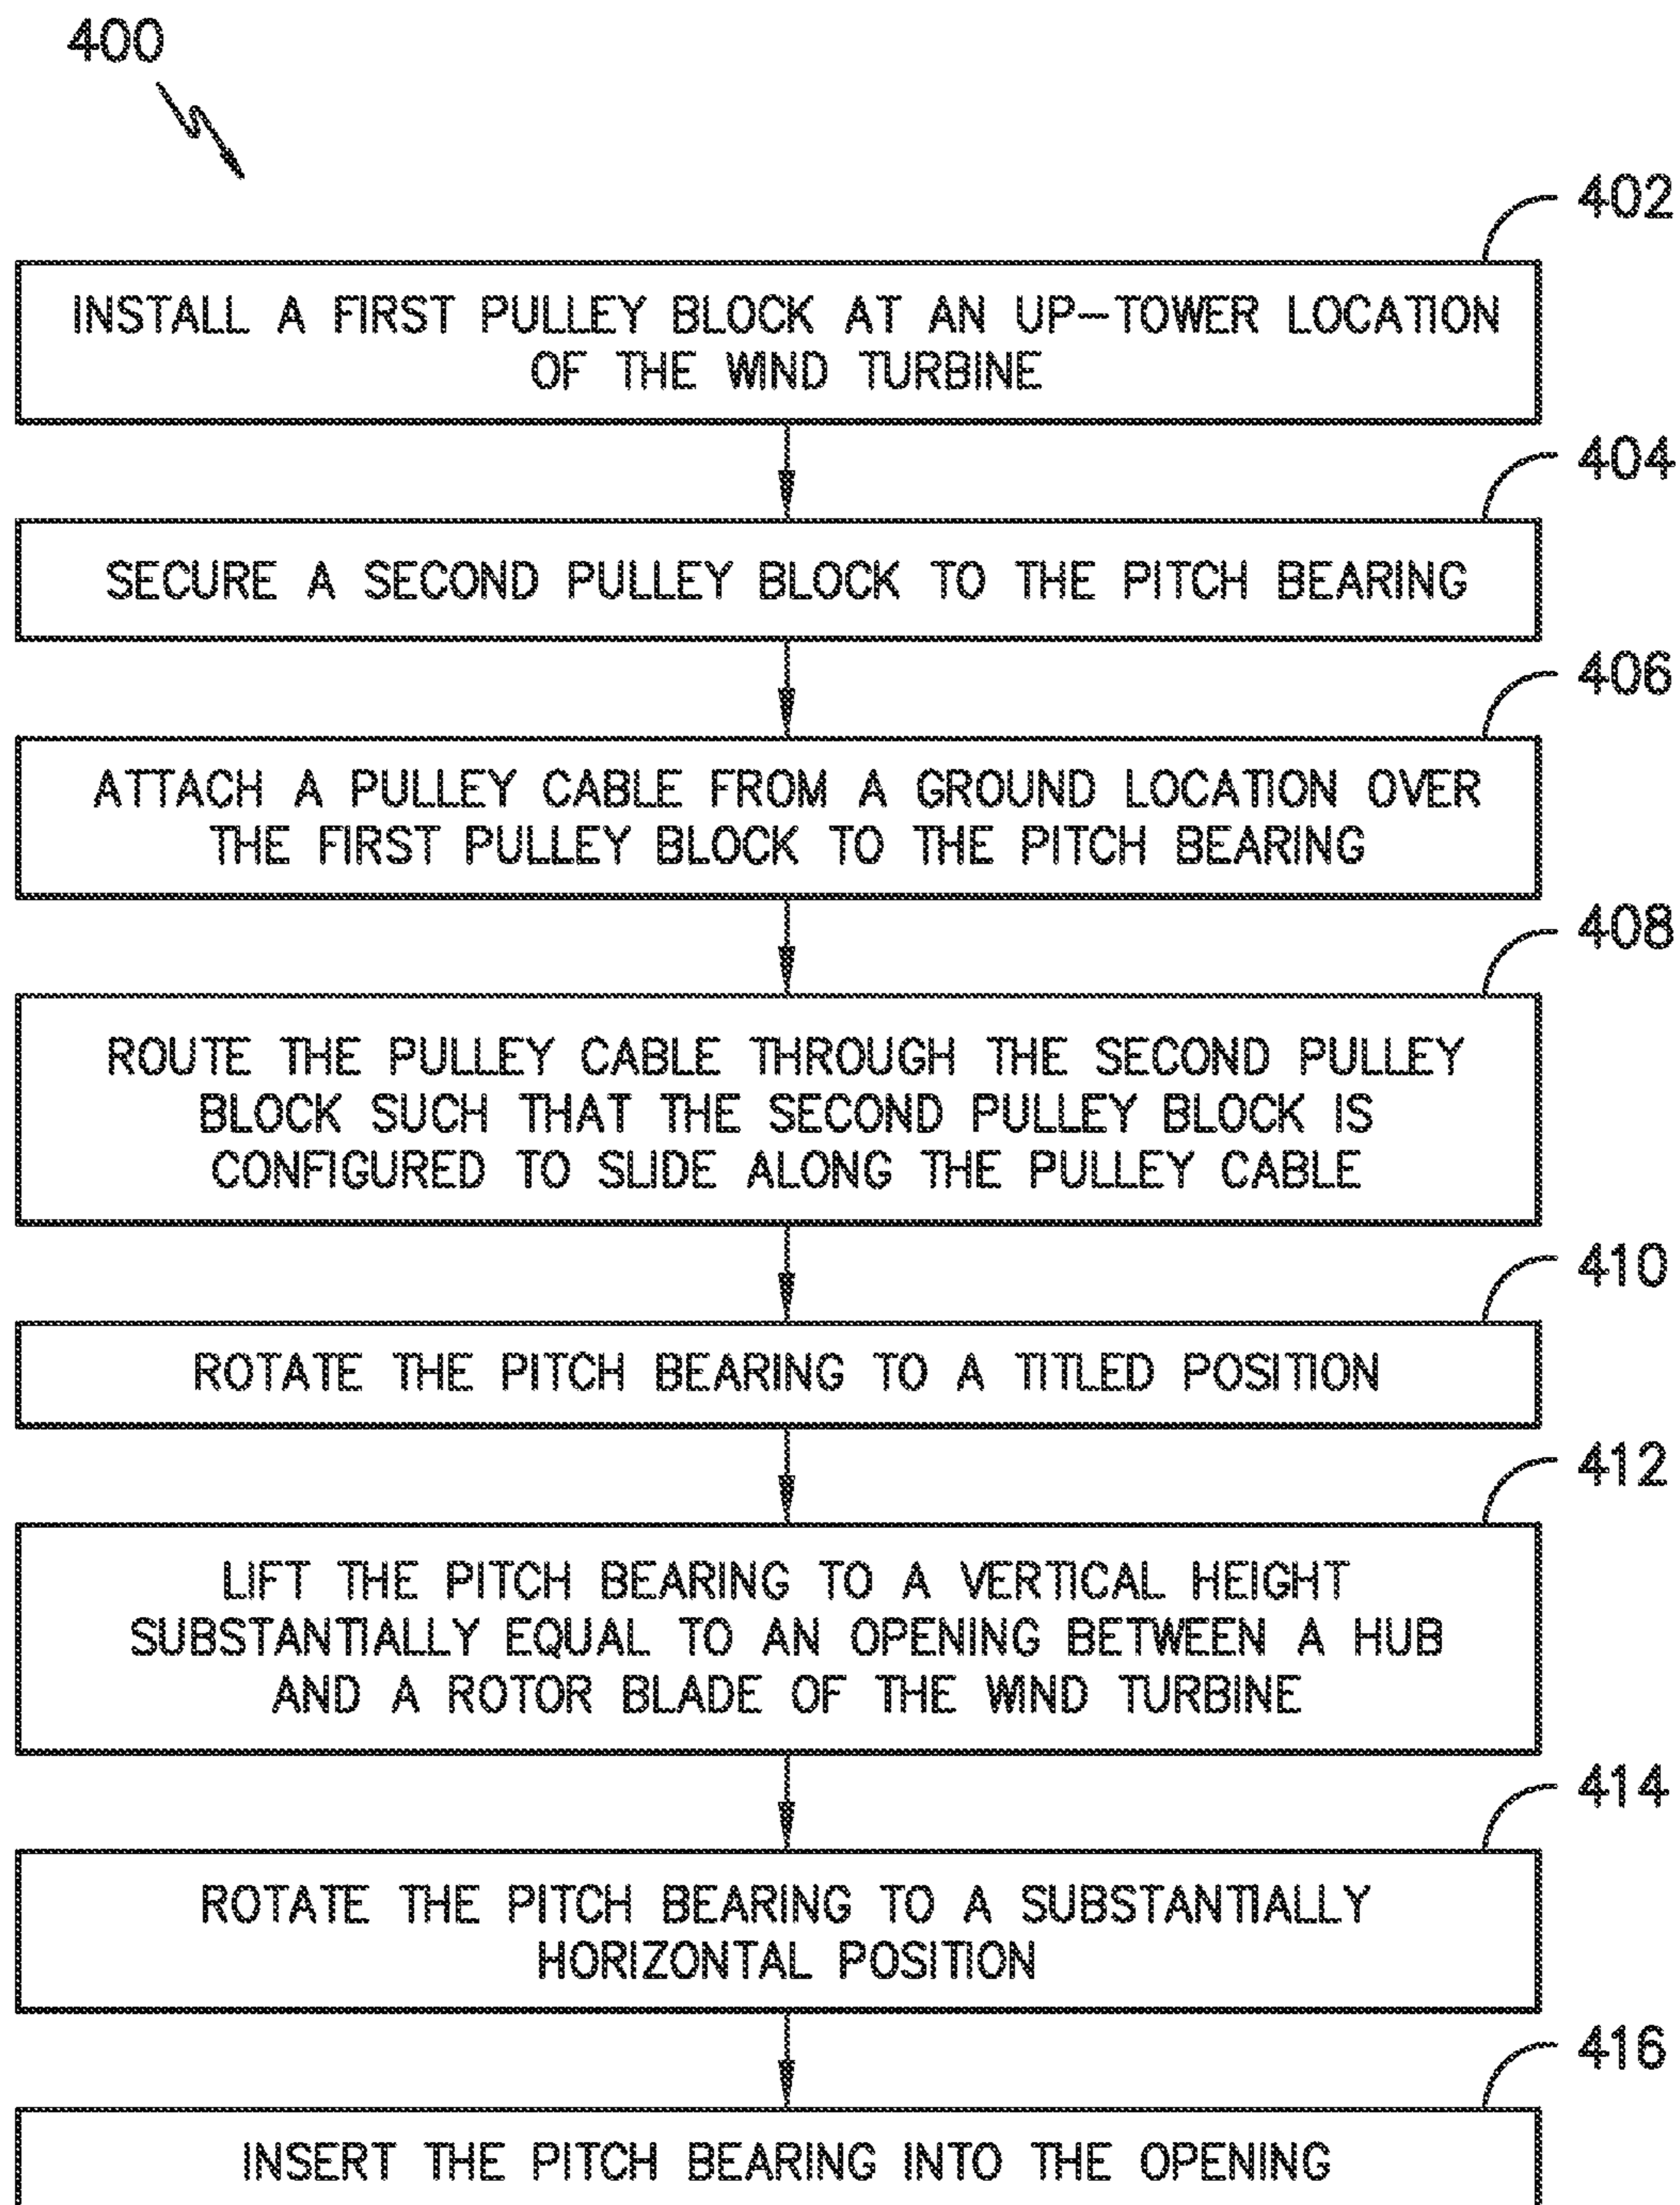 400
402
INSTALL A FIRST PULLEY BLOCK AT AN UP-TOWER LOCATION
OF THE WIND TURBINE
404
SECURE A SECOND PULLEY BLOCK TO THE PITCH BEARING
406
ATTACH A PULLEY CABLE FROM A GROUND LOCATION OVER
THE FIRST PULLEY BLOCK TO THE PITCH BEARING
408
ROUTE THE PULLEY CABLE THROUGH THE SECOND PULLEY
BLOCK SUCH THAT THE SECOND PULLEY BLOCK IS
CONFIGURED TO SLIDE ALONG THE PULLEY CABLE
410
ROTATE THE PITCH BEARING TO A TITLED POSITION
412
LIFT THE PITCH BEARING TO A VERTICAL HEIGHT
SUBSTANTIALLY EQUAL TO AN OPENING BETWEEN A HUB
AND A ROTOR BLADE OF THE WIND TURBINE
414
ROTATE THE PITCH BEARING TO A SUBSTANTIALLY
HORIZONTAL POSITION
416
INSERT THE PITCH BEARING INTO THE OPENING